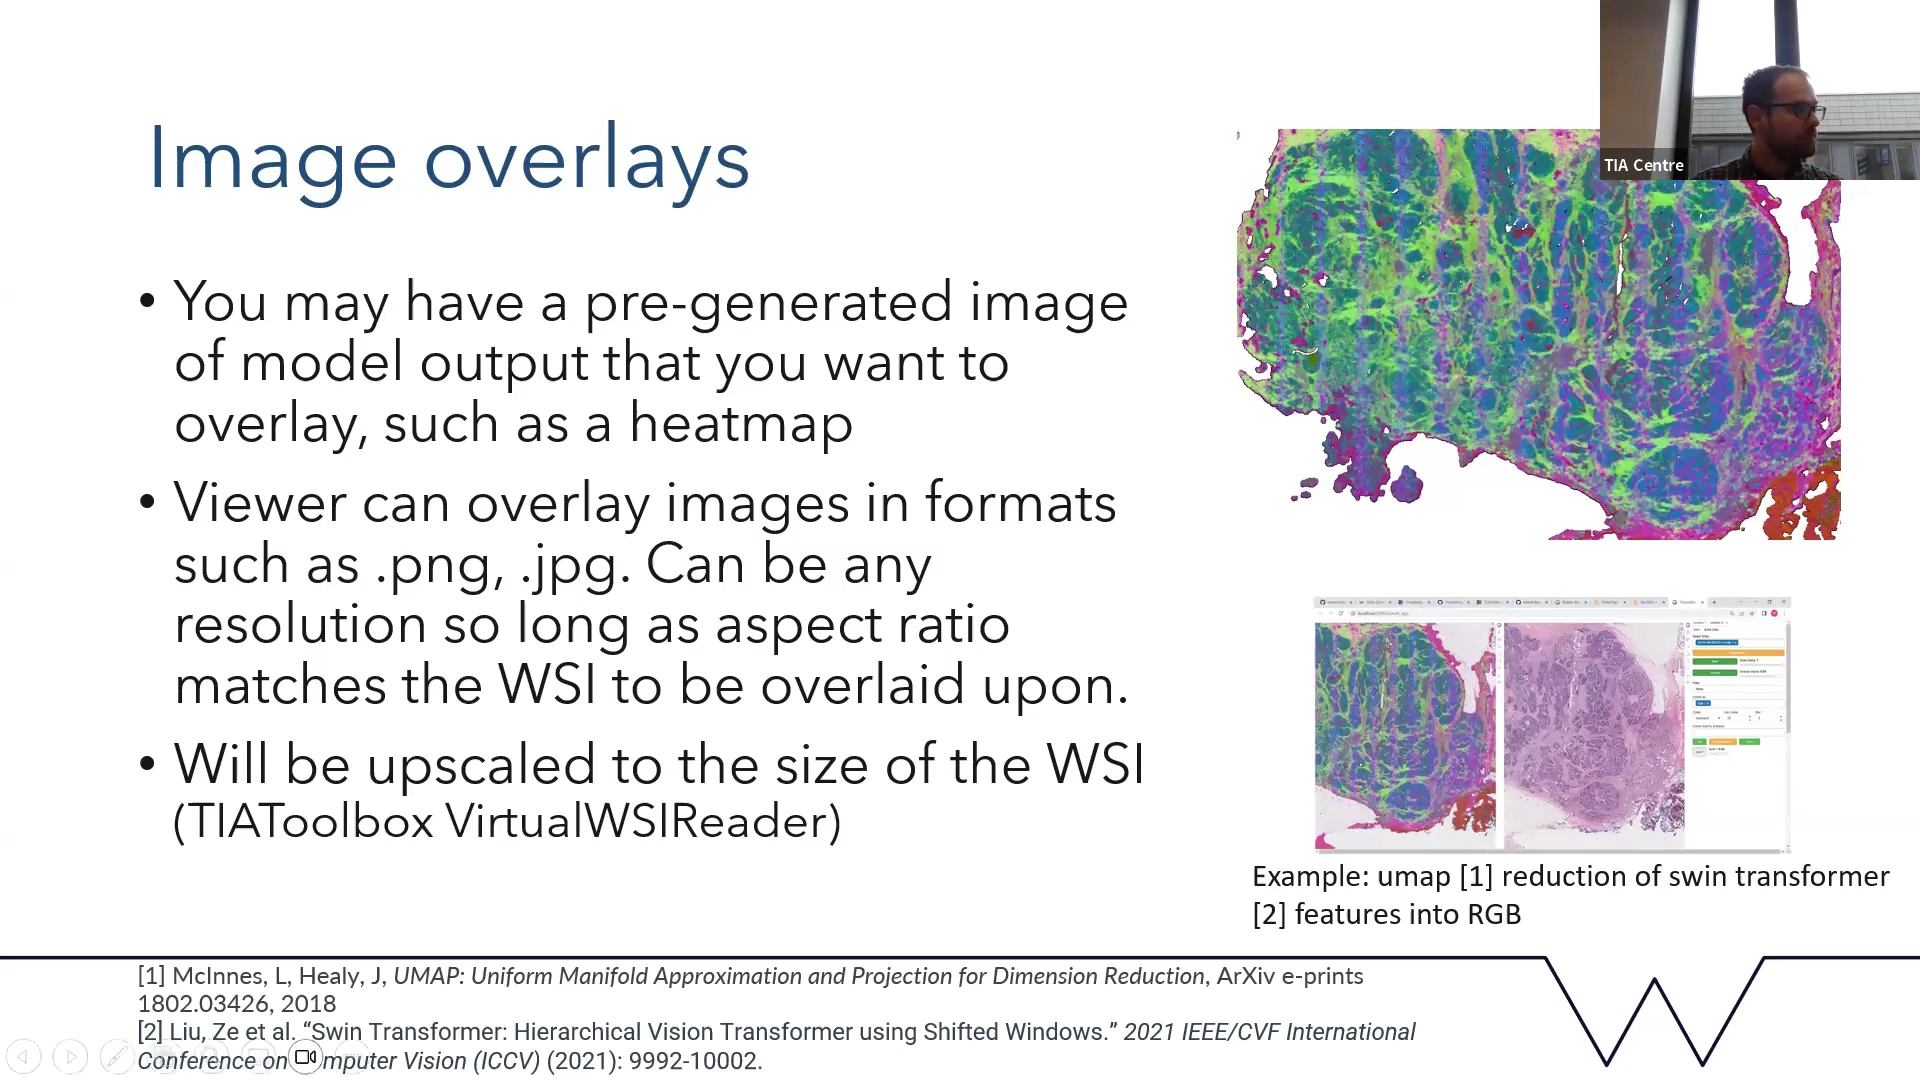 TIA Centre
Image overlays
• You may have a pre-generated image
of model output that you want to
overlay, such as a heatmap
• Viewer can overlay images in formats
such as .png, .jpg. Can be any
resolution so long as aspect ratio
matches the WSI to be overlaid upon.
• Will be upscaled to the size of the WSI
(TIAToolbox VirtualWSIReader)
Example: umap [1] reduction of swin transformer
[2] features into RGB
[1] McInnes, L, Healy, J, UMAP: Uniform Manifold Approximation and Projection for Dimension Reduction, ArXiv e-prints
1802.03426, 2018
[2] Liu, Ze et al. “Swin Transformer: Hierarchical Vision Transformer using Shifted Windows.” 2021 IEEE/CVF International
Conference on mputer Vision (ICCV) (2021): 9992-10002.